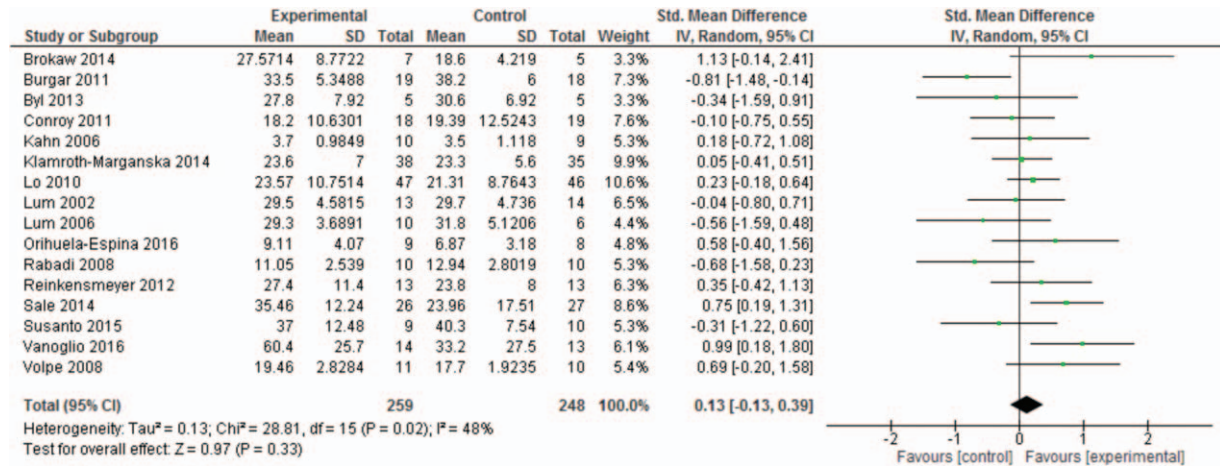 Experimental Control Std. Mean Difference Std. Mean Difference
Study or Subgroup Mean SD Total Mean SD Total Weight IV, Random, 95% CI IV, Random, 95% CI
Brokaw 2014 27.5714 8.7722 7 18.6 4.219 5 3.3% 1.13 [-0.14, 2.41]
Burgar 2011 33.5 5.3488 19 38.2 6 18 7.3% -0.81 [-1.48, -0.14]
Byl 2013 27.8 7.92 5 30.6 6.92 5 3.3% -0.34 [-1.59, 0.91]
Conroy 2011 18.2 10.6301 18 19.39 12.5243 19 7.6% -0.10 [-0.75, 0.55]
Kahn 2006 3.7 0.9849 10 3.5 1.118 9 5.3% 0.18 [-0.72, 1.08]
Klamroth-Marganska 2014 23.6 7 38 23.3 5.6 35 9.9% 0.05 [-0.41, 0.51]
Lo 2010 23.57 10.7514 47 21.31 8.7643 46 10.6% 0.23 [-0.18, 0.64]
Lum 2002 29.5 4.5815 13 29.7 4.736 14 6.5% -0.04 [-0.80, 0.71]
Lum 2006 29.3 3.6891 10 31.8 5.1206 6 4.4% -0.56 [-1.59, 0.48]
Orihuela-Espina 2016 9.11 4.07 9 6.87 3.18 8 4.8% 0.58 [-0.40, 1.56]
Rabadi 2008 11.05 2.539 10 12.94 2.8019 10 5.3% -0.68 [-1.58, 0.23]
Reinkensmeyer 2012 27.4 11.4 13 23.8 8 13 6.3% 0.35 [-0.42, 1.13]
Sale 2014 35.46 12.24 26 23.96 17.51 27 8.6% 0.75 [0.19, 1.31]
Susanto 2015 37 12.48 9 40.3 7.54 10 5.3% -0.31 [-1.22, 0.60]
Vanoglio 2016 60.4 25.7 14 33.2 27.5 13 6.1% 0.99 [0.18, 1.80]
Volpe 2008 19.46 2.8284 11 17.7 1.9235 10 5.4% 0.69 [-0.20, 1.58]
Total (95% CI) 259 248 100.0% 0.13 [-0.13, 0.39]
Heterogeneity: Tau² = 0.13; Chi² = 28.81, df = 15 (P = 0.02); I² = 48%
Test for overall effect: Z = 0.97 (P = 0.33)
-2 -1 0 1 2
Favours [control] Favours [experimental]